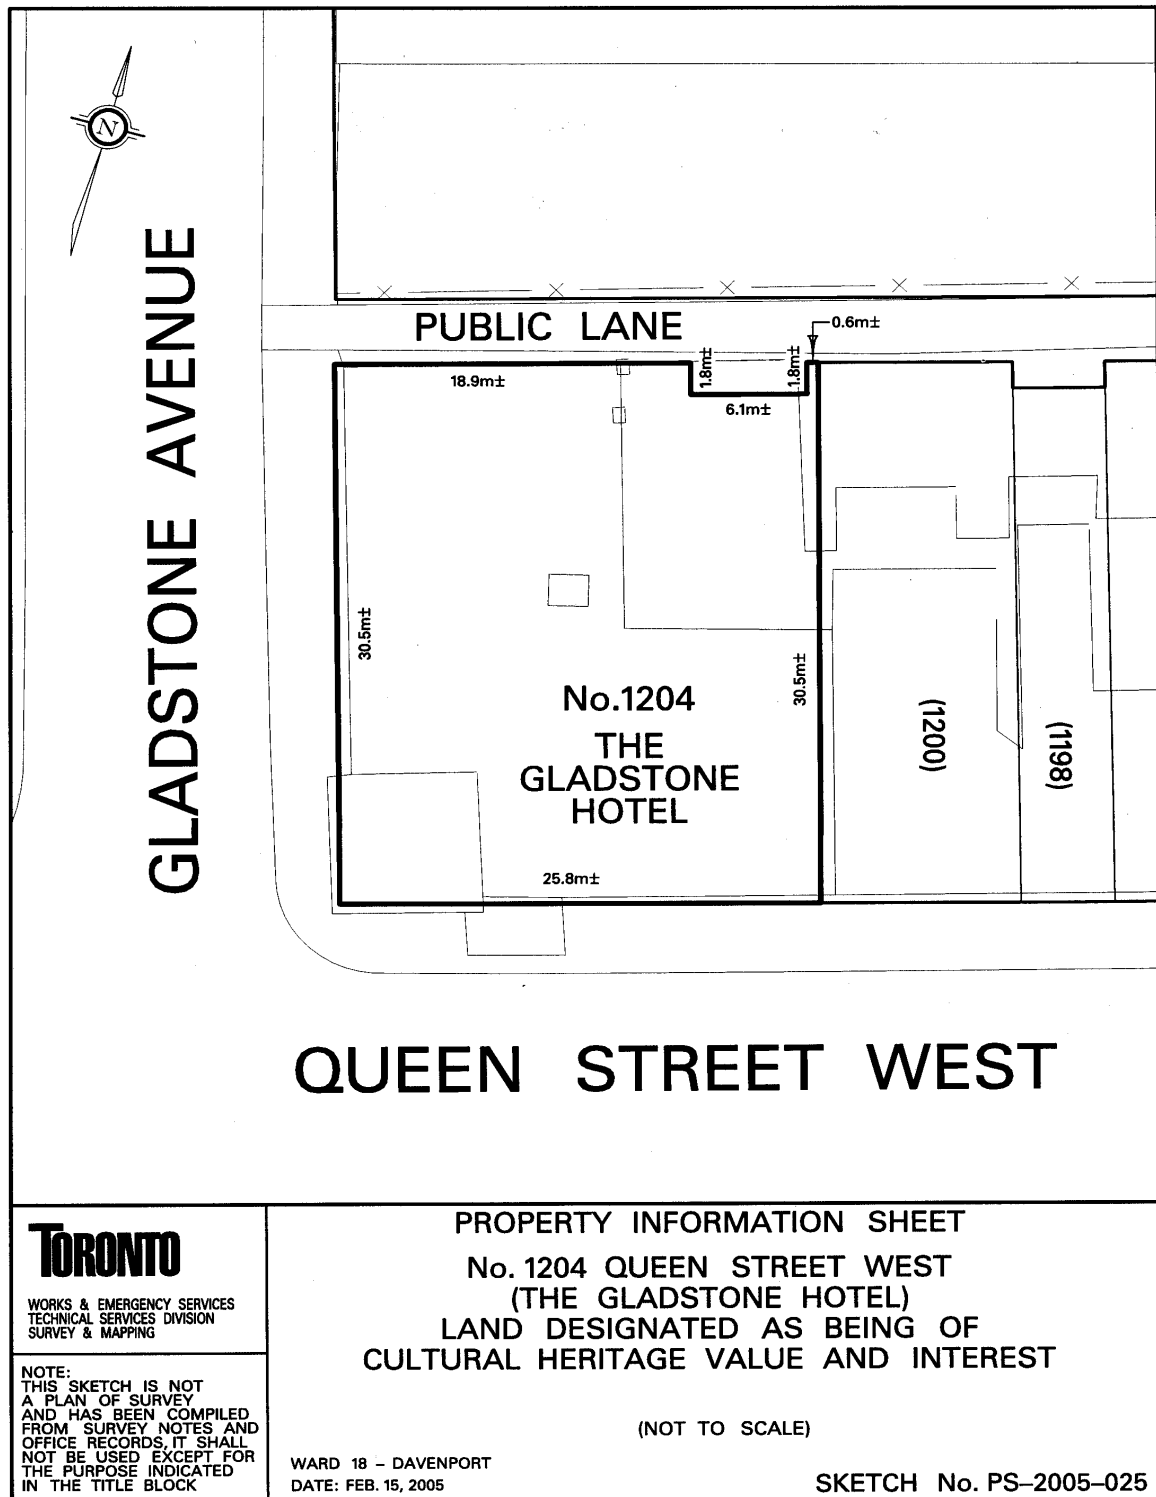 N
GLADSTONE AVENUE
PUBLIC LANE
0.6m±
18.9m±
1.8m±
1.8m±
6.1m±
30.5m±
30.5m±
No.1204
THE
GLADSTONE
HOTEL
(1200)
(1198)
25.8m±
QUEEN STREET WEST
TORONTO
WORKS & EMERGENCY SERVICES
TECHNICAL SERVICES DIVISION
SURVEY & MAPPING
NOTE:
THIS SKETCH IS NOT
A PLAN OF SURVEY
AND HAS BEEN COMPILED
FROM SURVEY NOTES AND
OFFICE RECORDS, IT SHALL
NOT BE USED EXCEPT FOR
THE PURPOSE INDICATED
IN THE TITLE BLOCK
PROPERTY INFORMATION SHEET
No. 1204 QUEEN STREET WEST
(THE GLADSTONE HOTEL)
LAND DESIGNATED AS BEING OF
CULTURAL HERITAGE VALUE AND INTEREST
(NOT TO SCALE)
WARD 18 – DAVENPORT
DATE: FEB. 15, 2005
SKETCH No. PS–2005–025